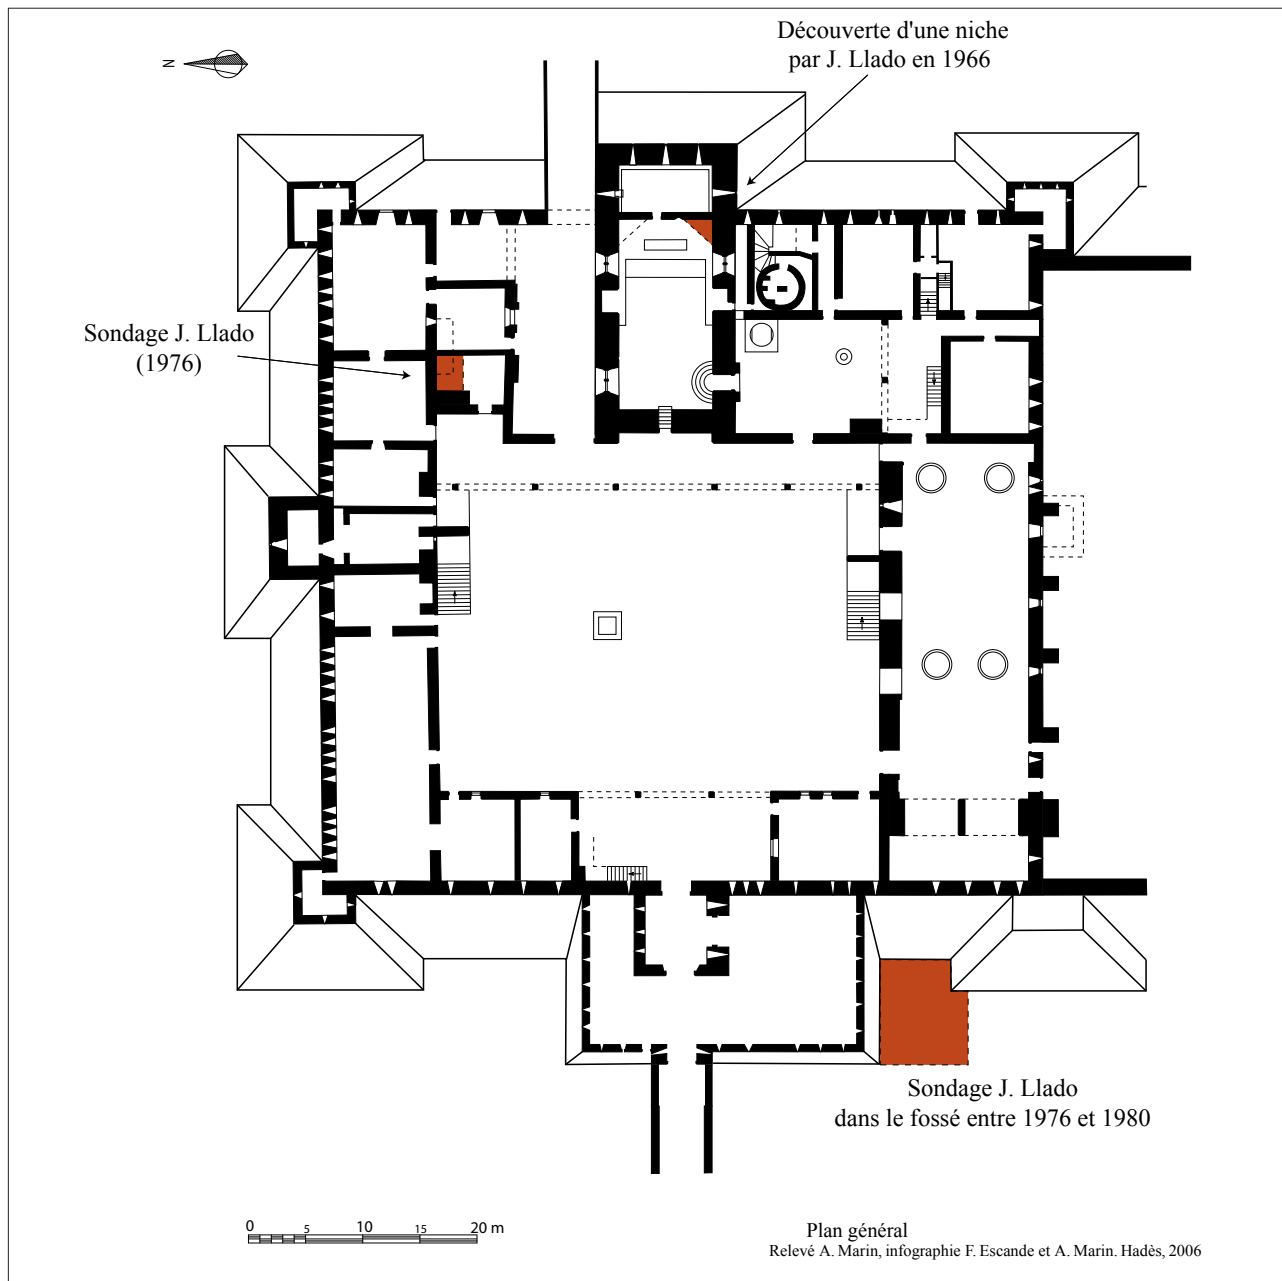 Découverte d'une niche
par J. Llado en 1966
N
Sondage J. Llado
(1976)
Sondage J. Llado
dans le fossé entre 1976 et 1980
0 5 10 15 20 m
Plan général
Relevé A. Marin, infographie F. Escande et A. Marin. Hadès, 2006